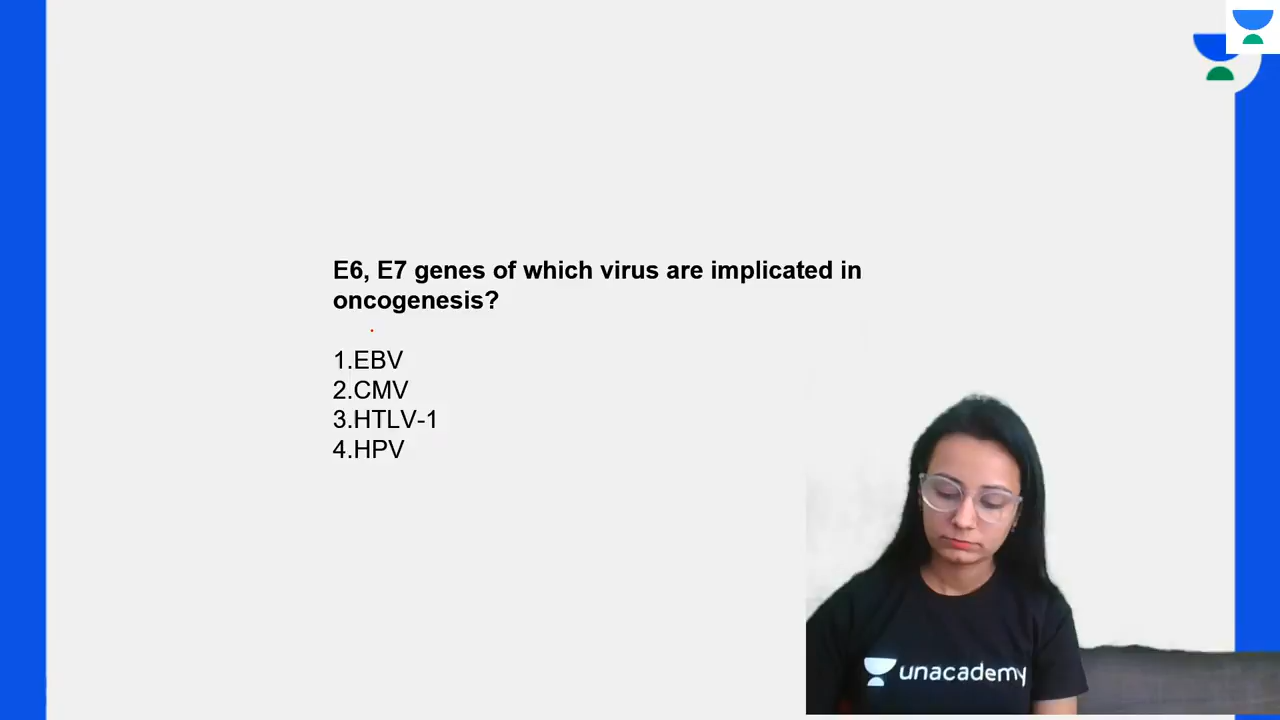 E6, E7 genes of which virus are implicated in
oncogenesis?
1.EBV
2.CMV
3.HTLV-1
4.HPV
unacademy